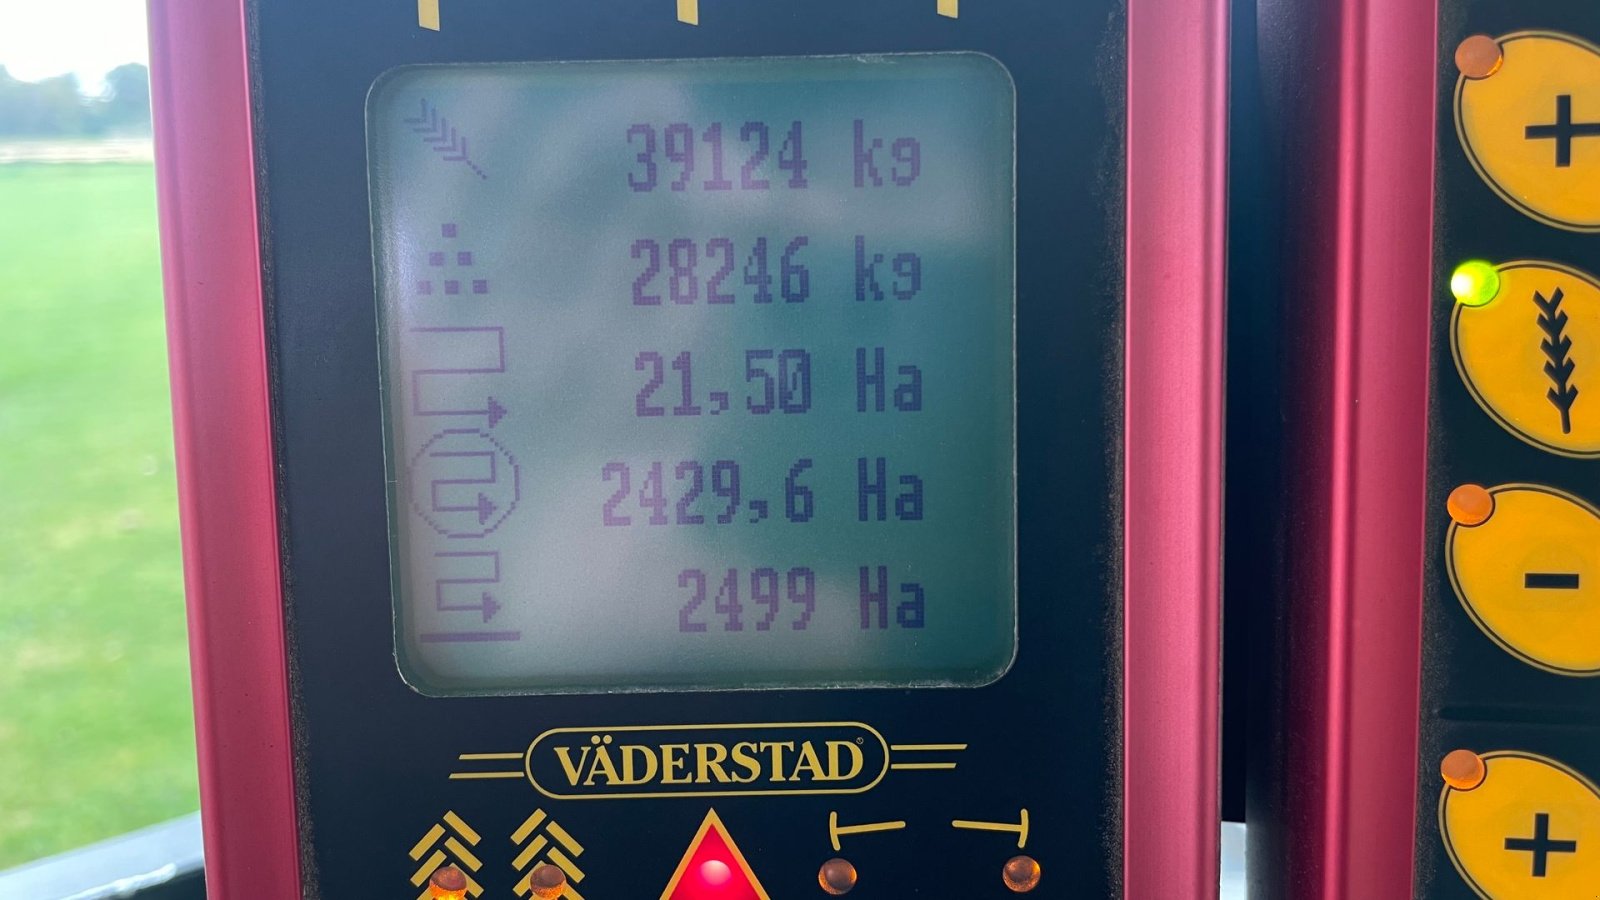 39124 kg
28246 kg
21,50 Ha
2429,6 Ha
2499 Ha
VÄDERSTAD®
+
-
+